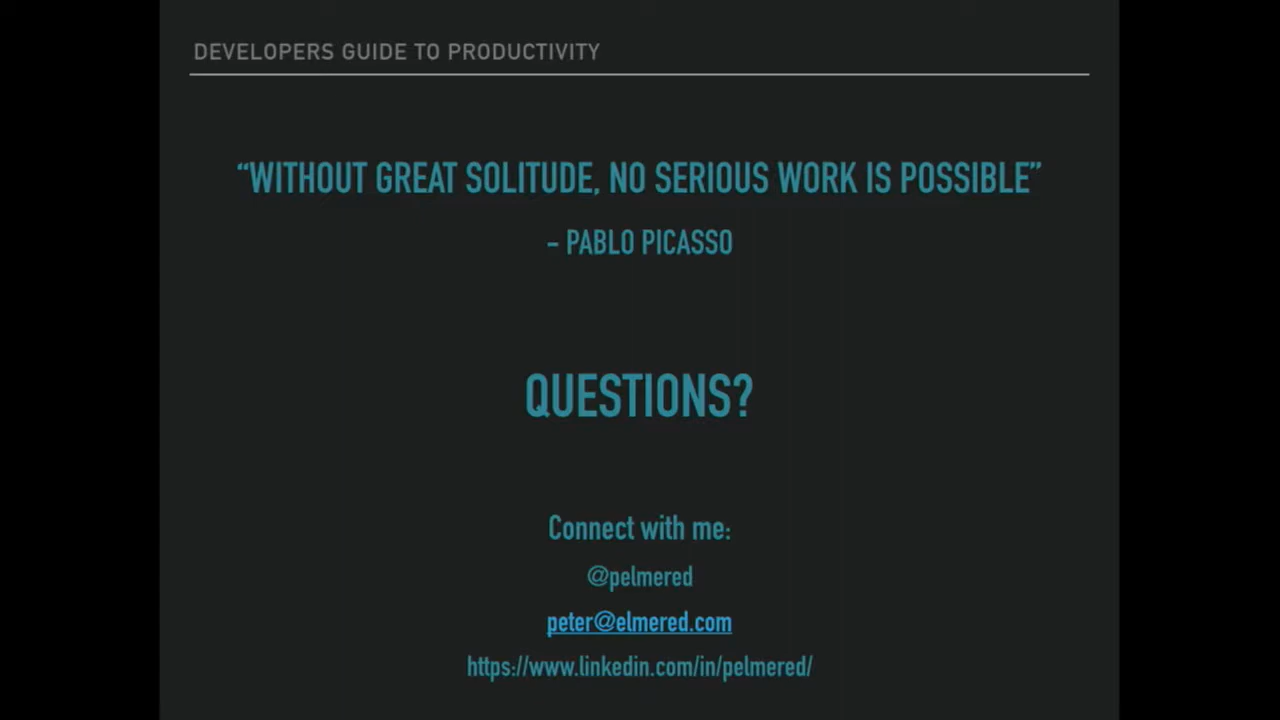 DEVELOPERS GUIDE TO PRODUCTIVITY
“WITHOUT GREAT SOLITUDE, NO SERIOUS WORK IS POSSIBLE”
– PABLO PICASSO
QUESTIONS?
Connect with me:
@pelmered
peter@elmered.com
https://www.linkedin.com/in/pelmered/